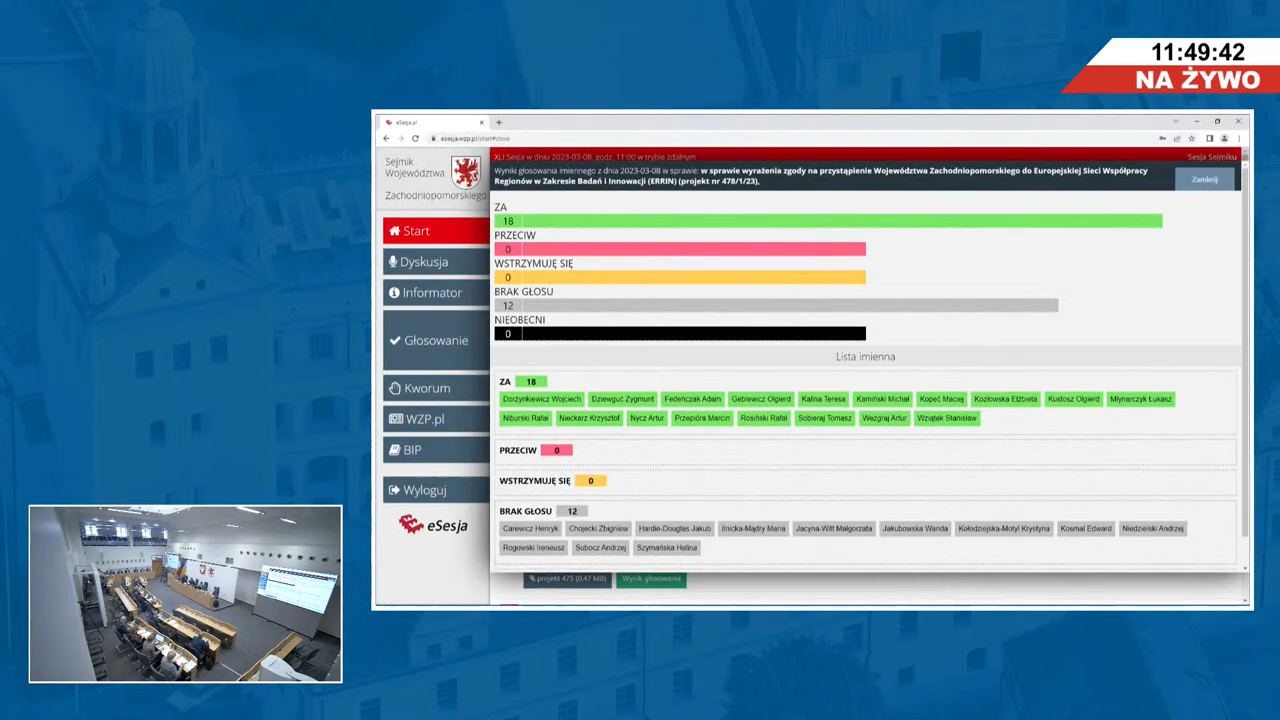 11:49:42
NA ŻYWO
eSesja.pl
esesja.wzp.pl/start#close
Sejmik
Województwa
Zachodniopomorskiego
XLI Sesja w dniu 2023-03-08, godz. 11:00 w trybie zdalnym
Sesja Sejmiku
Wyniki głosowania imiennego z dnia 2023-03-08 w sprawie: w sprawie wyrażenia zgody na przystąpienie Województwa Zachodniopomorskiego do Europejskiej Sieci Współpracy
Regionów w Zakresie Badań i Innowacji (ERRIN) (projekt nr 478/1/23),
Zamknij
Start
Dyskusja
Informator
Głosowanie
Kworum
WZP.pl
BIP
Wyloguj
eSesja
ZA
18
PRZECIW
0
WSTRZYMUJĘ SIĘ
0
BRAK GŁOSU
12
NIEOBECNI
0
Lista imienna
ZA 18
Dorżynkiewicz Wojciech Dziewguć Zygmunt Fedeńczak Adam Geblewicz Olgierd Kalina Teresa Kamiński Michał Kopeć Maciej Kozłowska Elżbieta Kustosz Olgierd Młynarczyk Łukasz
Niburski Rafał Nieckarz Krzysztof Nycz Artur Przepióra Marcin Rosiński Rafał Sobieraj Tomasz Wezgraj Artur Wziątek Stanisław
PRZECIW 0
WSTRZYMUJĘ SIĘ 0
BRAK GŁOSU 12
Carewicz Henryk Chojecki Zbigniew Hardie-Douglas Jakub Ilnicka-Mądry Maria Jacyna-Witt Małgorzata Jakubowska Wanda Kołodziejska-Motyl Krystyna Kosmal Edward Niedzielski Andrzej
Rogowski Ireneusz Subocz Andrzej Szymańska Halina
projekt 475 (0,47 MB) Wynik głosowania